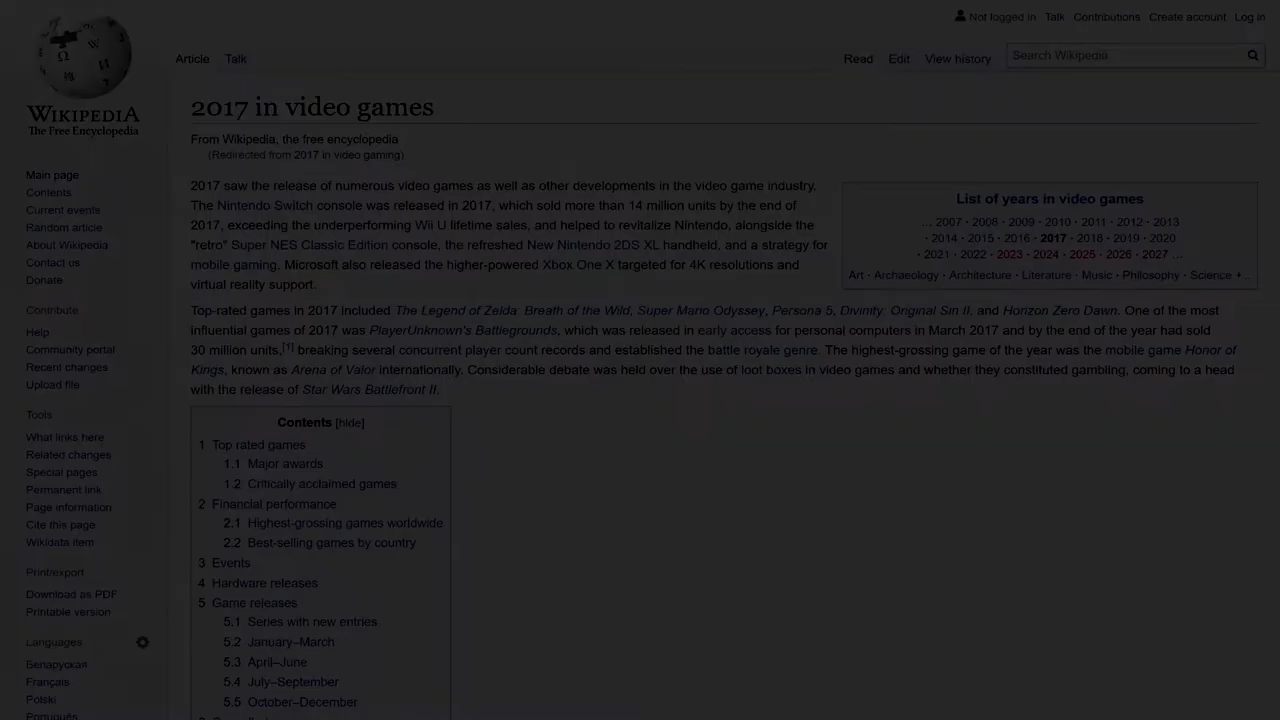 Not logged in Talk Contributions Create account Log in
Article Talk
Read Edit View history Search Wikipedia
WIKIPEDIA
The Free Encyclopedia
Main page
Contents
Current events
Random article
About Wikipedia
Contact us
Donate
Contribute
Help
Community portal
Recent changes
Upload file
Tools
What links here
Related changes
Special pages
Permanent link
Page information
Cite this page
Wikidata item
Print/export
Download as PDF
Printable version
Languages
Беларуская
Français
Polski
Português
2017 in video games
From Wikipedia, the free encyclopedia
(Redirected from 2017 in video gaming)
2017 saw the release of numerous video games as well as other developments in the video game industry.
The Nintendo Switch console was released in 2017, which sold more than 14 million units by the end of
2017, exceeding the underperforming Wii U lifetime sales, and helped to revitalize Nintendo, alongside the
"retro" Super NES Classic Edition console, the refreshed New Nintendo 2DS XL handheld, and a strategy for
mobile gaming. Microsoft also released the higher-powered Xbox One X targeted for 4K resolutions and
virtual reality support.
List of years in video games
... 2007 · 2008 · 2009 · 2010 · 2011 · 2012 · 2013
· 2014 · 2015 · 2016 · 2017 · 2018 · 2019 · 2020
· 2021 · 2022 · 2023 · 2024 · 2025 · 2026 · 2027 ...
Art · Archaeology · Architecture · Literature · Music · Philosophy · Science +...
Top-rated games in 2017 included The Legend of Zelda: Breath of the Wild, Super Mario Odyssey, Persona 5, Divinity: Original Sin II, and Horizon Zero Dawn. One of the most
influential games of 2017 was PlayerUnknown's Battlegrounds, which was released in early access for personal computers in March 2017 and by the end of the year had sold
30 million units,[1] breaking several concurrent player count records and established the battle royale genre. The highest-grossing game of the year was the mobile game Honor of
Kings, known as Arena of Valor internationally. Considerable debate was held over the use of loot boxes in video games and whether they constituted gambling, coming to a head
with the release of Star Wars Battlefront II.
Contents [hide]
1 Top rated games
1.1 Major awards
1.2 Critically acclaimed games
2 Financial performance
2.1 Highest-grossing games worldwide
2.2 Best-selling games by country
3 Events
4 Hardware releases
5 Game releases
5.1 Series with new entries
5.2 January–March
5.3 April–June
5.4 July–September
5.5 October–December